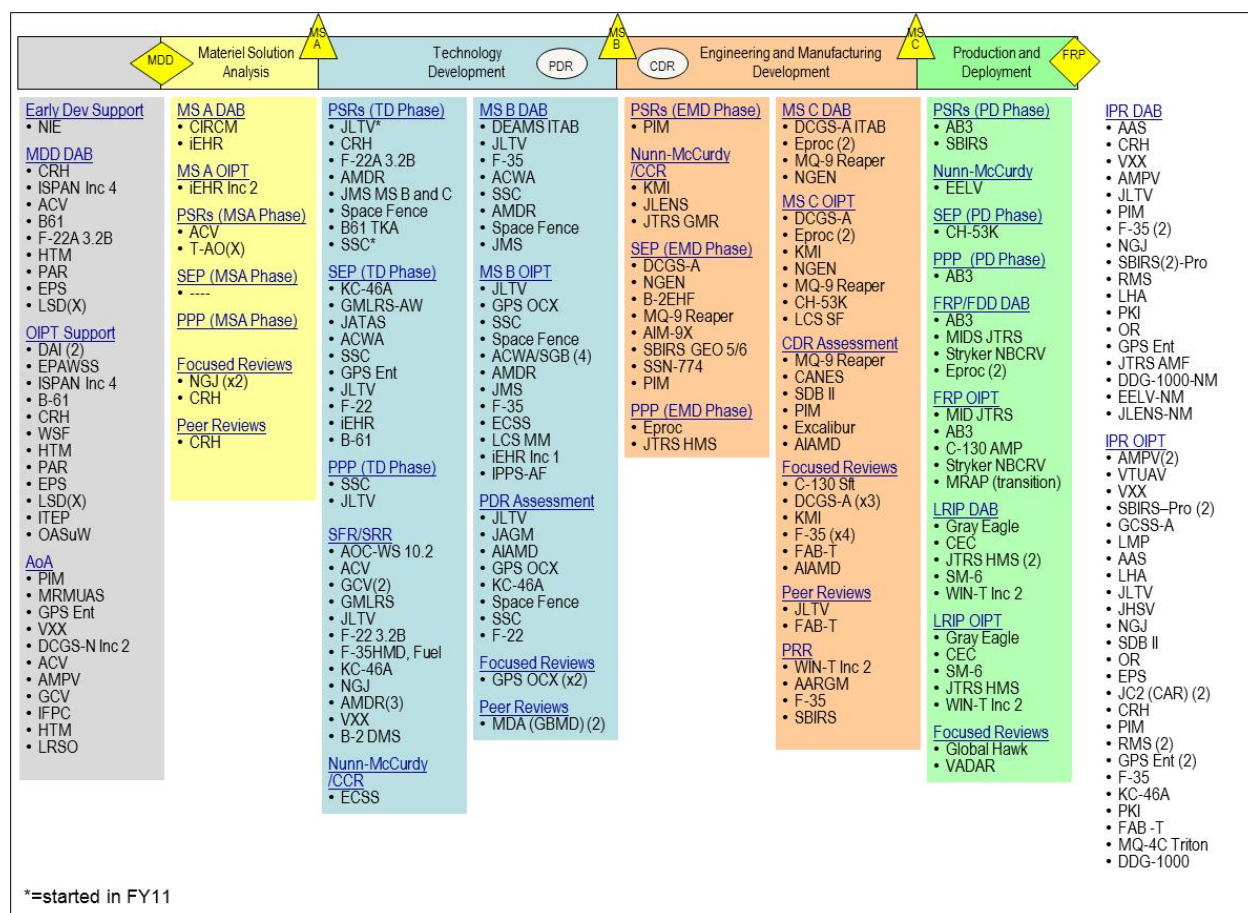 MDD
Materiel Solution
Analysis
MS
A
Technology
Development
PDR
MS
B
CDR
Engineering and Manufacturing
Development
MS
C
Production and
Deployment
FRP
Early Dev Support
• NIE
MDD DAB
• CRH
• ISPAN Inc 4
• ACV
• B61
• F-22A 3.2B
• HTM
• PAR
• EPS
• LSD(X)
OIPT Support
• DAI (2)
• EPAWSS
• ISPAN Inc 4
• B-61
• CRH
• WSF
• HTM
• PAR
• EPS
• LSD(X)
• ITEP
• OASuW
AoA
• PIM
• MRMUAS
• GPS Ent
• VXX
• DCGS-N Inc 2
• ACV
• AMPV
• GCV
• IFPC
• HTM
• LRSO
MS A DAB
• CIRCM
• iEHR
MS A OIPT
• iEHR Inc 2
PSRs (MSA Phase)
• ACV
• T-AO(X)
SEP (MSA Phase)
• ----
PPP (MSA Phase)
Focused Reviews
• NGJ (x2)
• CRH
Peer Reviews
• CRH
PSRs (TD Phase)
• JLTV*
• CRH
• F-22A 3.2B
• AMDR
• JMS MS B and C
• Space Fence
• B61 TKA
• SSC*
SEP (TD Phase)
• KC-46A
• GMLRS-AW
• JATAS
• ACWA
• SSC
• GPS Ent
• JLTV
• F-22
• iEHR
• B-61
PPP (TD Phase)
• SSC
• JLTV
SFR/SRR
• AOC-WS 10.2
• ACV
• GCV(2)
• GMLRS
• JLTV
• F-22 3.2B
• F-35HMD, Fuel
• KC-46A
• NGJ
• AMDR(3)
• VXX
• B-2 DMS
Nunn-McCurdy
/CCR
• ECSS
MS B DAB
• DEAMS ITAB
• JLTV
• F-35
• ACWA
• SSC
• AMDR
• Space Fence
• JMS
MS B OIPT
• JLTV
• GPS OCX
• SSC
• Space Fence
• ACWA/SGB (4)
• AMDR
• JMS
• F-35
• ECSS
• LCS MM
• iEHR Inc 1
• IPPS-AF
PDR Assessment
• JLTV
• JAGM
• AIAMD
• GPS OCX
• KC-46A
• Space Fence
• SSC
• F-22
Focused Reviews
• GPS OCX (x2)
Peer Reviews
• MDA (GBMD) (2)
PSRs (EMD Phase)
• PIM
Nunn-McCurdy
/CCR
• KMI
• JLENS
• JTRS GMR
SEP (EMD Phase)
• DCGS-A
• NGEN
• B-2EHF
• MQ-9 Reaper
• AIM-9X
• SBIRS GEO 5/6
• SSN-774
• PIM
PPP (EMD Phase)
• Eproc
• JTRS HMS
MS C DAB
• DCGS-A ITAB
• Eproc (2)
• MQ-9 Reaper
• NGEN
MS C OIPT
• DCGS-A
• Eproc (2)
• KMI
• NGEN
• MQ-9 Reaper
• CH-53K
• LCS SF
CDR Assessment
• MQ-9 Reaper
• CANES
• SDB II
• PIM
• Excalibur
• AIAMD
Focused Reviews
• C-130 Sft
• DCGS-A (x3)
• KMI
• F-35 (x4)
• FAB-T
• AIAMD
Peer Reviews
• JLTV
• FAB-T
PRR
• WIN-T Inc 2
• AARGM
• F-35
• SBIRS
PSRs (PD Phase)
• AB3
• SBIRS
Nunn-McCurdy
• EELV
SEP (PD Phase)
• CH-53K
PPP (PD Phase)
• AB3
FRP/FDD DAB
• AB3
• MIDS JTRS
• Stryker NBCRV
• Eproc (2)
FRP OIPT
• MID JTRS
• AB3
• C-130 AMP
• Stryker NBCRV
• MRAP (transition)
LRIP DAB
• Gray Eagle
• CEC
• JTRS HMS (2)
• SM-6
• WIN-T Inc 2
LRIP OIPT
• Gray Eagle
• CEC
• SM-6
• JTRS HMS
• WIN-T Inc 2
Focused Reviews
• Global Hawk
• VADAR
IPR DAB
• AAS
• CRH
• VXX
• AMPV
• JLTV
• PIM
• F-35 (2)
• NGJ
• SBIRS(2)-Pro
• RMS
• LHA
• PKI
• OR
• GPS Ent
• JTRS AMF
• DDG-1000-NM
• EELV-NM
• JLENS-NM
IPR OIPT
• AMPV(2)
• VTUAV
• VXX
• SBIRS–Pro (2)
• GCSS-A
• LMP
• AAS
• LHA
• JLTV
• JHSV
• NGJ
• SDB II
• OR
• EPS
• JC2 (CAR) (2)
• CRH
• PIM
• RMS (2)
• GPS Ent (2)
• F-35
• KC-46A
• PKI
• FAB -T
• MQ-4C Triton
• DDG-1000
*=started in FY11